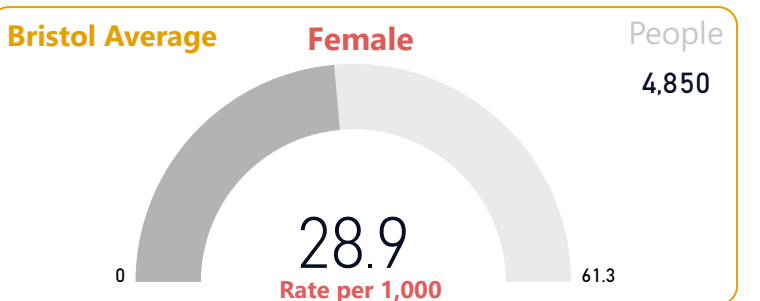 Bristol Average
Female
People
4,850
28.9
0
61.3
Rate per 1,000